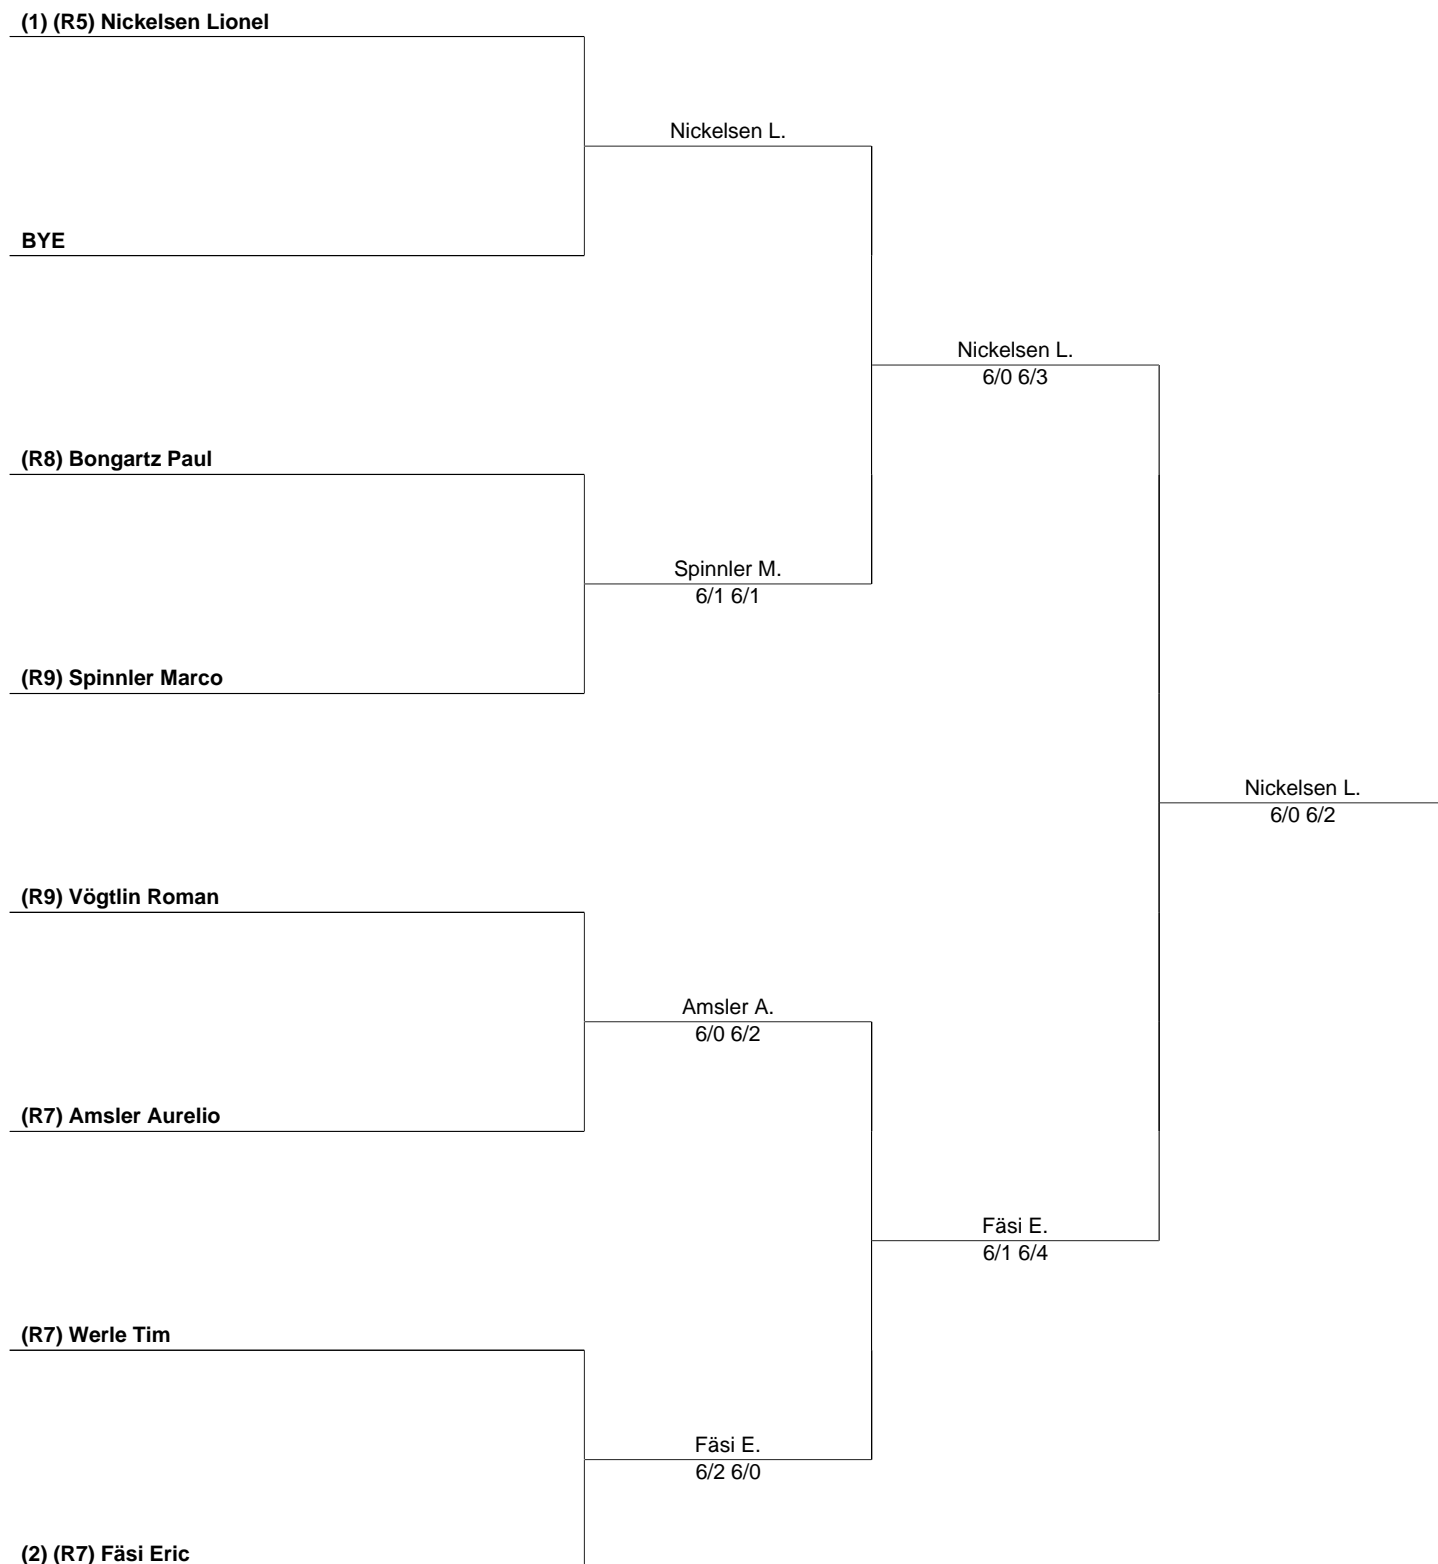 (1) (R5) Nickelsen Lionel
Nickelsen L.
BYE
Nickelsen L.
6/0 6/3
(R8) Bongartz Paul
Spinnler M.
6/1 6/1
(R9) Spinnler Marco
Nickelsen L.
6/0 6/2
(R9) Vögtlin Roman
Amsler A.
6/0 6/2
(R7) Amsler Aurelio
Fäsi E.
6/1 6/4
(R7) Werle Tim
Fäsi E.
6/2 6/0
(2) (R7) Fäsi Eric